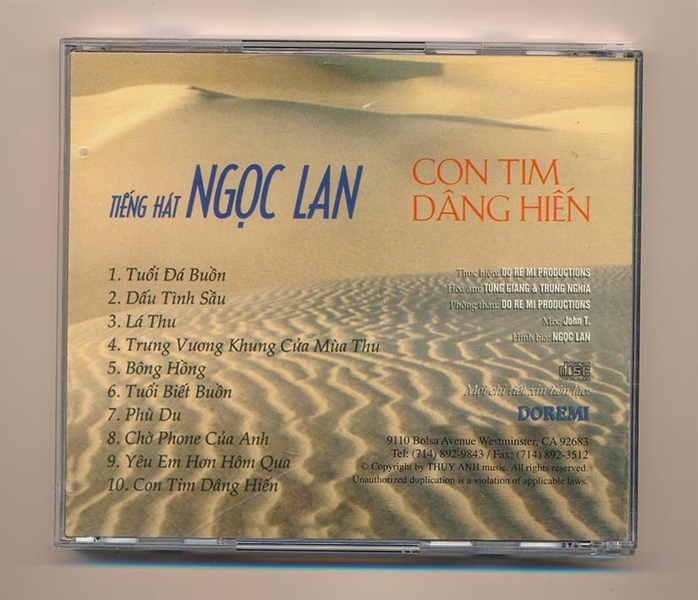 TIẾNG HÁT NGỌC LAN
CON TIM
DÂNG HIẾN
1. Tuổi Đá Buồn
2. Dấu Tình Sầu
3. Lá Thu
4. Trưng Vương Khung Cửa Mùa Thu
5. Bông Hồng
6. Tuổi Biết Buồn
7. Phù Du
8. Chờ Phone Của Anh
9. Yêu Em Hơn Hôm Qua
10. Con Tim Dâng Hiến
Thực hiện: DO RE MI PRODUCTIONS
Hòa âm: TÙNG GIANG & TRUNG NGHĨA
Phòng thâu: DO RE MI PRODUCTIONS
Mix: John T.
Hình bìa: NGỌC LAN
COMPACT
disc
DIGITAL AUDIO
Mọi chi tiết xin liên lạc:
DOREMI
9110 Bolsa Avenue Westminster, CA 92683
Tel: (714) 892-9843 / Fax: (714) 892-3512
© Copyright by THUY ANH music. All rights reserved.
Unauthorized duplication is a violation of applicable laws.